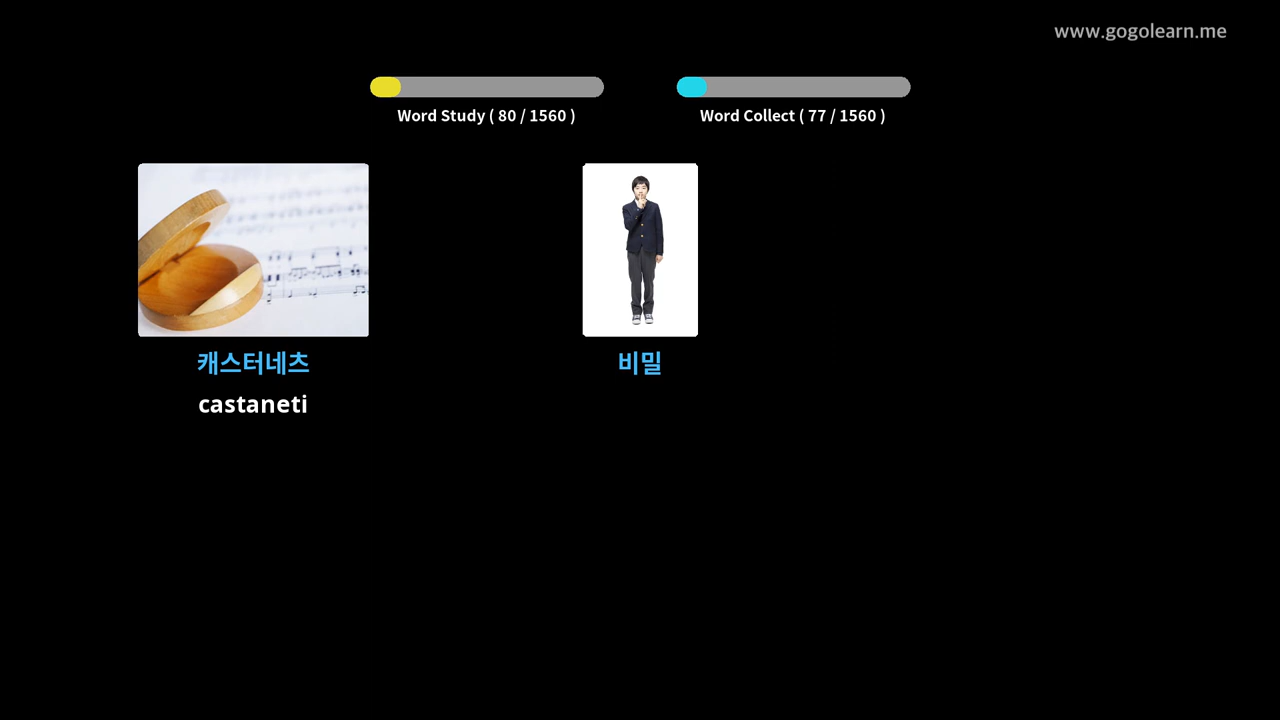 www.gogolearn.me
Word Study ( 80 / 1560 )
Word Collect ( 77 / 1560 )
캐스터네츠
비밀
castaneti